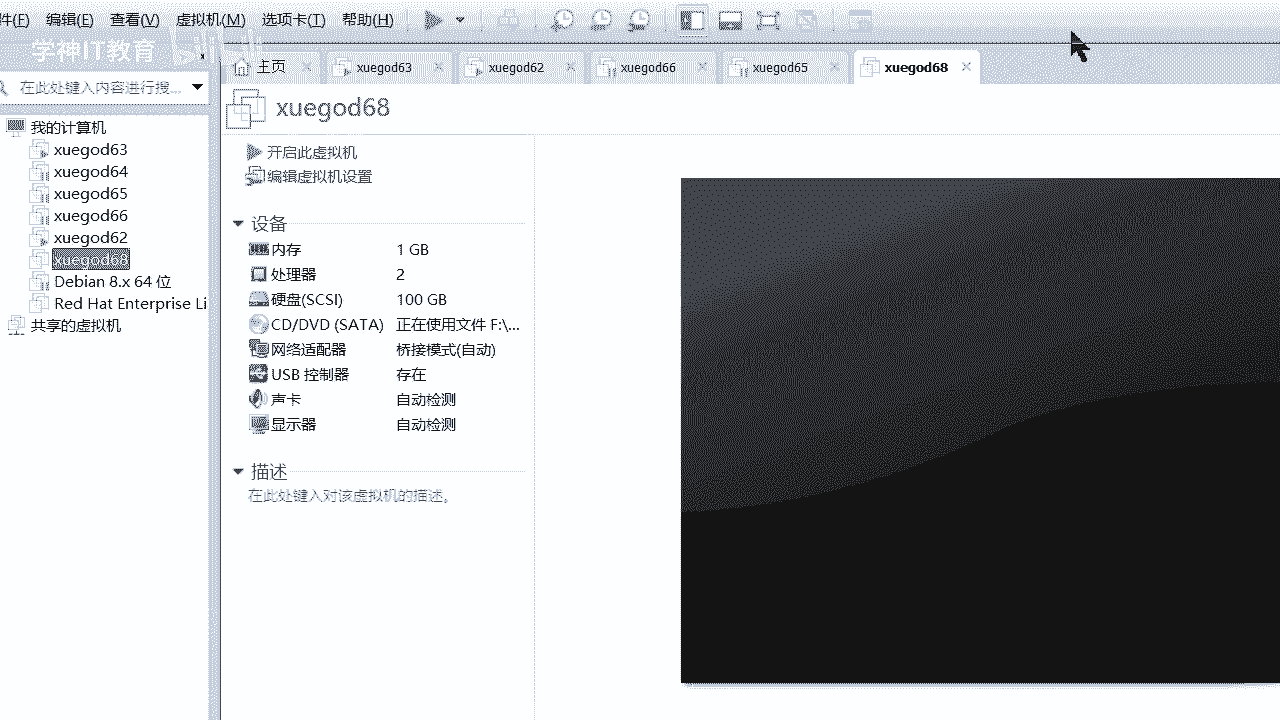 件(F) 编辑(E) 查看(V) 虚拟机(M) 选项卡(T) 帮助(H)
学神IT教育
主页 xuegod63 xuegod62 xuegod66 xuegod65 xuegod68
在此处键入内容进行搜...
我的计算机
xuegod63
xuegod64
xuegod65
xuegod66
xuegod62
xuegod68
Debian 8.x 64 位
Red Hat Enterprise Li
共享的虚拟机
xuegod68
开启此虚拟机
编辑虚拟机设置
设备
内存 1 GB
处理器 2
硬盘(SCSI) 100 GB
CD/DVD (SATA) 正在使用文件 F:\...
网络适配器 桥接模式(自动)
USB 控制器 存在
声卡 自动检测
显示器 自动检测
描述
在此处键入对该虚拟机的描述。